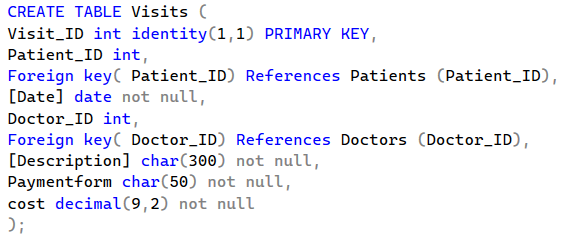 CREATE TABLE Visits (
Visit_ID int identity(1,1) PRIMARY KEY,
Patient_ID int,
Foreign key( Patient_ID) References Patients (Patient_ID),
[Date] date not null,
Doctor_ID int,
Foreign key( Doctor_ID) References Doctors (Doctor_ID),
[Description] char(300) not null,
Paymentform char(50) not null,
cost decimal(9,2) not null
);